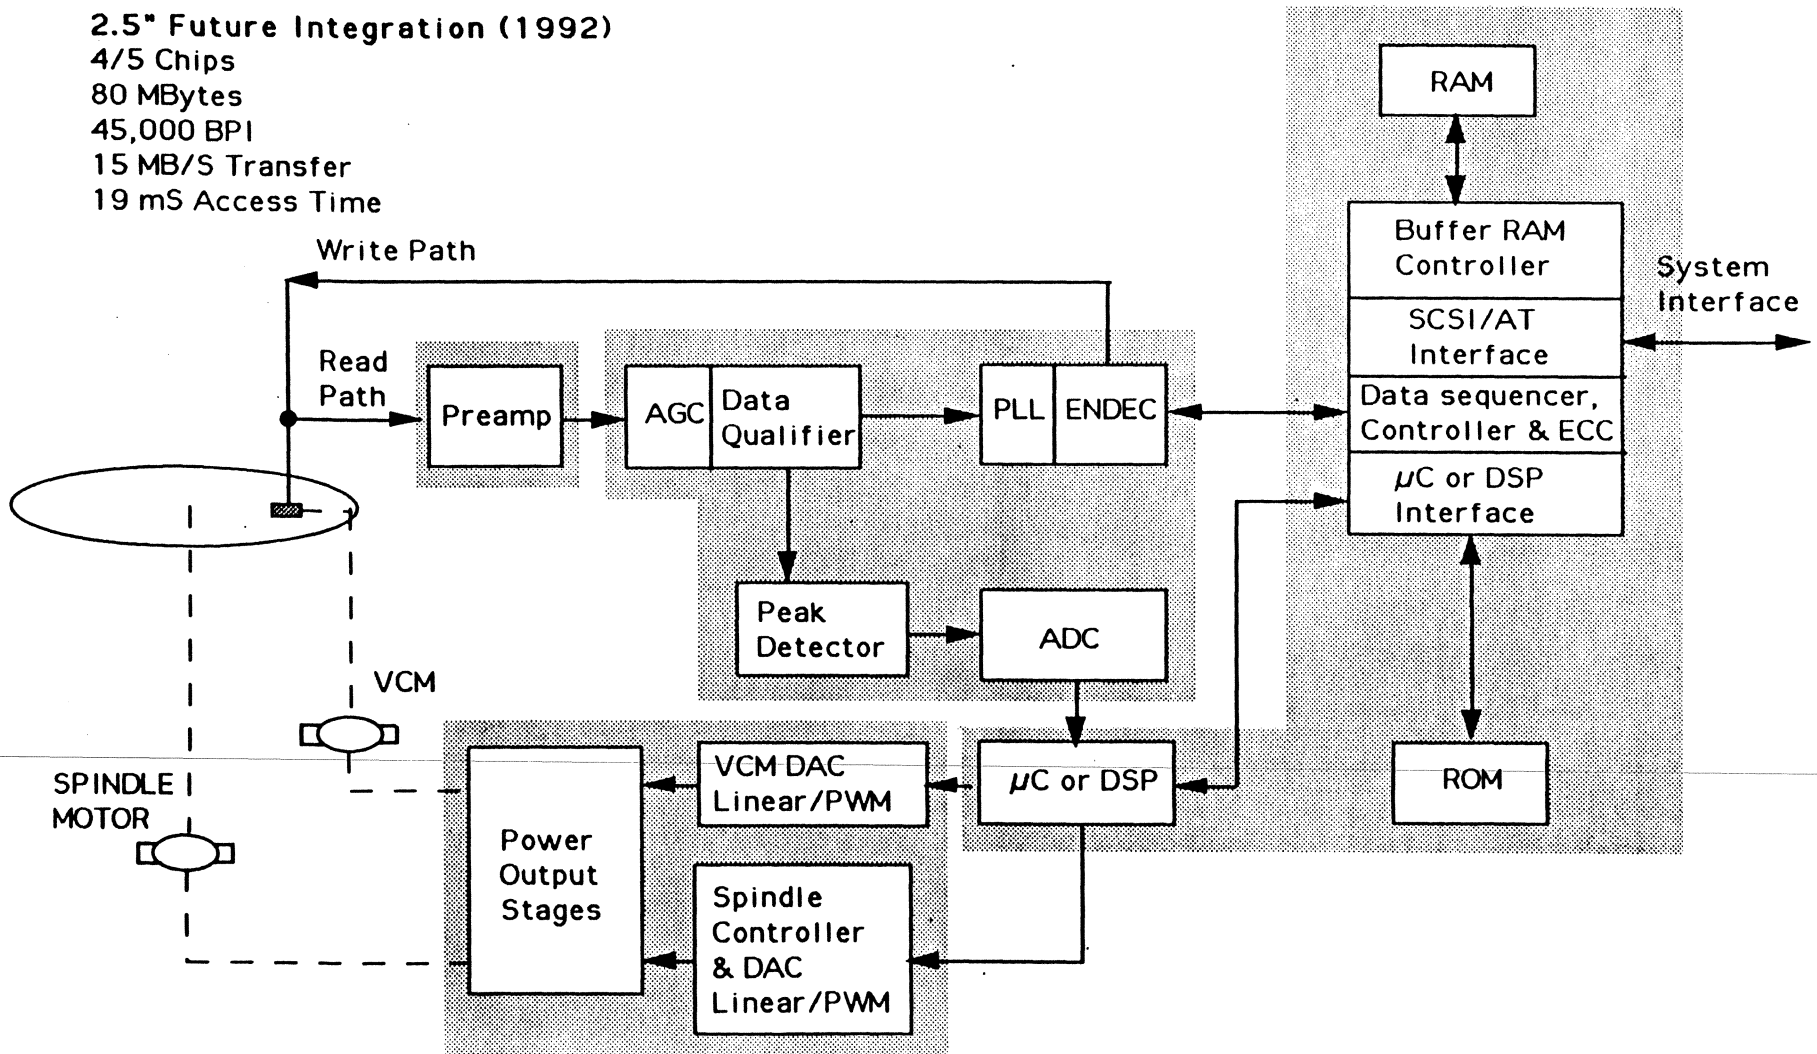 2.5" Future Integration (1992)
4/5 Chips
80 MBytes
45,000 BPI
15 MB/S Transfer
19 mS Access Time
RAM
Buffer RAM
Controller
System
Interface
SCSI/AT
Interface
Data sequencer,
Controller & ECC
µC or DSP
Interface
ROM
Write Path
Read
Path
Preamp
AGC
Data
Qualifier
PLL
ENDEC
Peak
Detector
ADC
VCM
SPINDLE
MOTOR
Power
Output
Stages
VCM DAC
Linear/PWM
µC or DSP
Spindle
Controller
& DAC
Linear/PWM